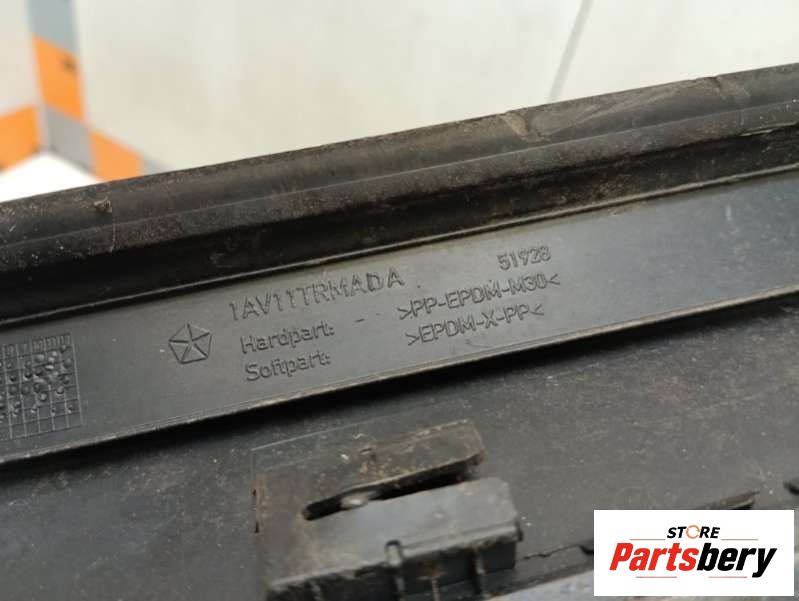 1AV11TRMADA 51928
Hardpart: - >PP-EPDM-M30<
Softpart: >EPDM-X-PP<
STORE
Partsbery